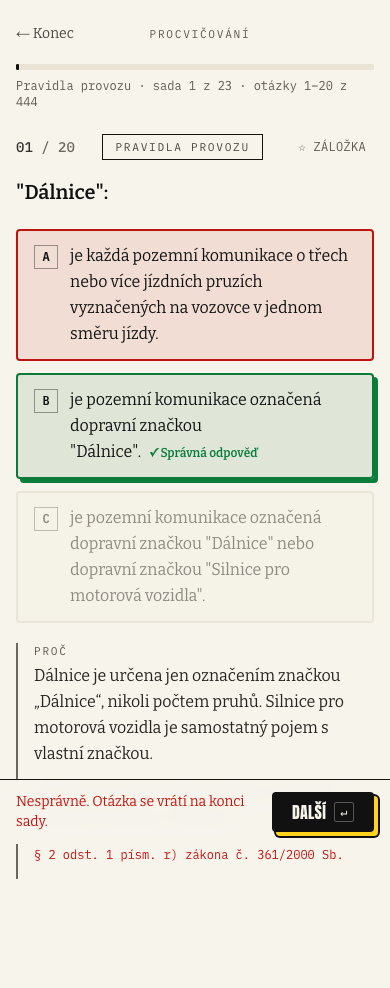 ← Konec
PROCVIČOVÁNÍ
Pravidla provozu · sada 1 z 23 · otázky 1–20 z
444
01 / 20
PRAVIDLA PROVOZU
☆ ZÁLOŽKA
"Dálnice":
A
je každá pozemní komunikace o třech
nebo více jízdních pruzích
vyznačených na vozovce v jednom
směru jízdy.
B
je pozemní komunikace označená
dopravní značkou
"Dálnice". ✓Správná odpověď
C
je pozemní komunikace označená
dopravní značkou "Dálnice" nebo
dopravní značkou "Silnice pro
motorová vozidla".
PROČ
Dálnice je určena jen označením značkou
„Dálnice“, nikoli počtem pruhů. Silnice pro
motorová vozidla je samostatný pojem s
vlastní značkou.
Nesprávně. Otázka se vrátí na konci
sady.
DALŠÍ ↵
§ 2 odst. 1 písm. r) zákona č. 361/2000 Sb.